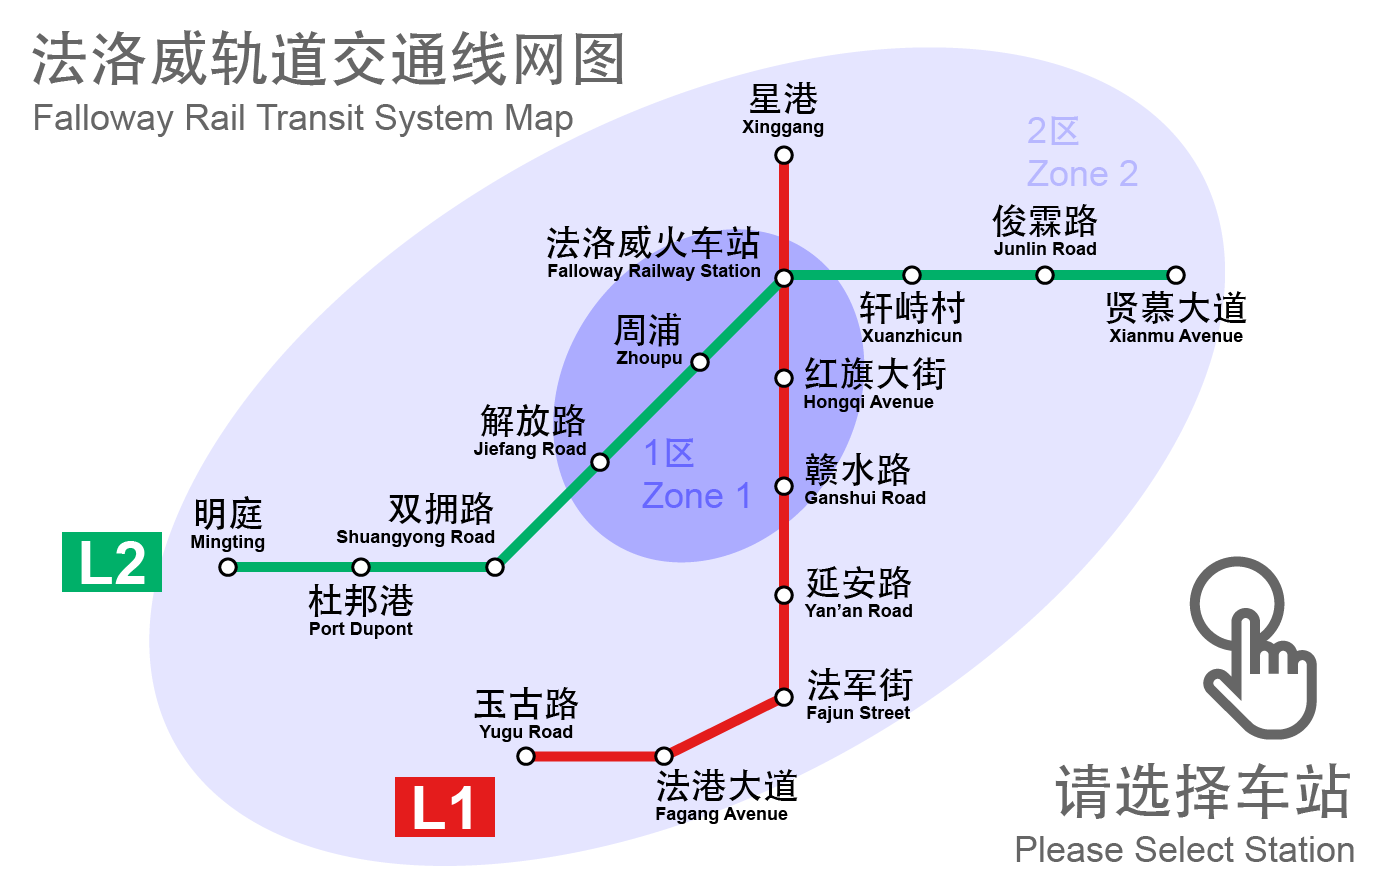 法洛威轨道交通线网图
Falloway Rail Transit System Map
星港
Xinggang
2区
Zone 2
俊霖路
Junlin Road
法洛威火车站
Falloway Railway Station
轩峙村
Xuanzhicun
贤慕大道
Xianmu Avenue
周浦
Zhoupu
红旗大街
Hongqi Avenue
解放路
Jiefang Road
1区
Zone 1
赣水路
Ganshui Road
明庭
Mingting
双拥路
Shuangyong Road
L2
杜邦港
Port Dupont
延安路
Yan’an Road
法军街
Fajun Street
玉古路
Yugu Road
L1
法港大道
Fagang Avenue
请选择车站
Please Select Station